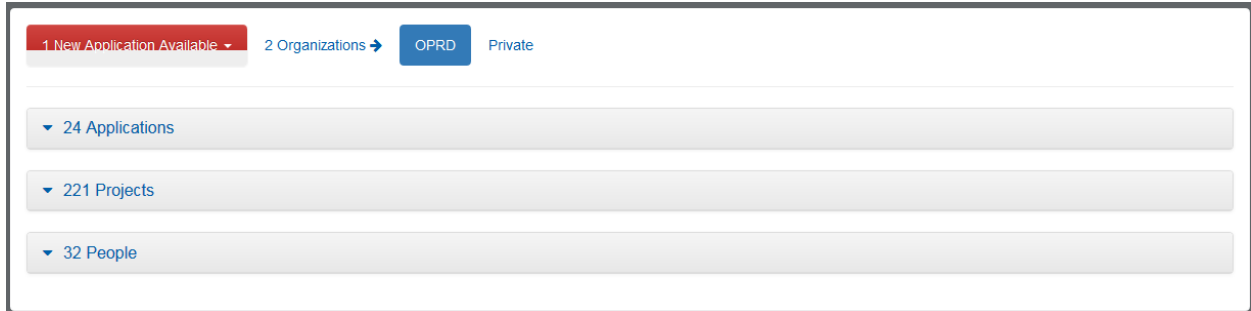 1 New Application Available 2 Organizations OPRD Private
24 Applications
221 Projects
32 People